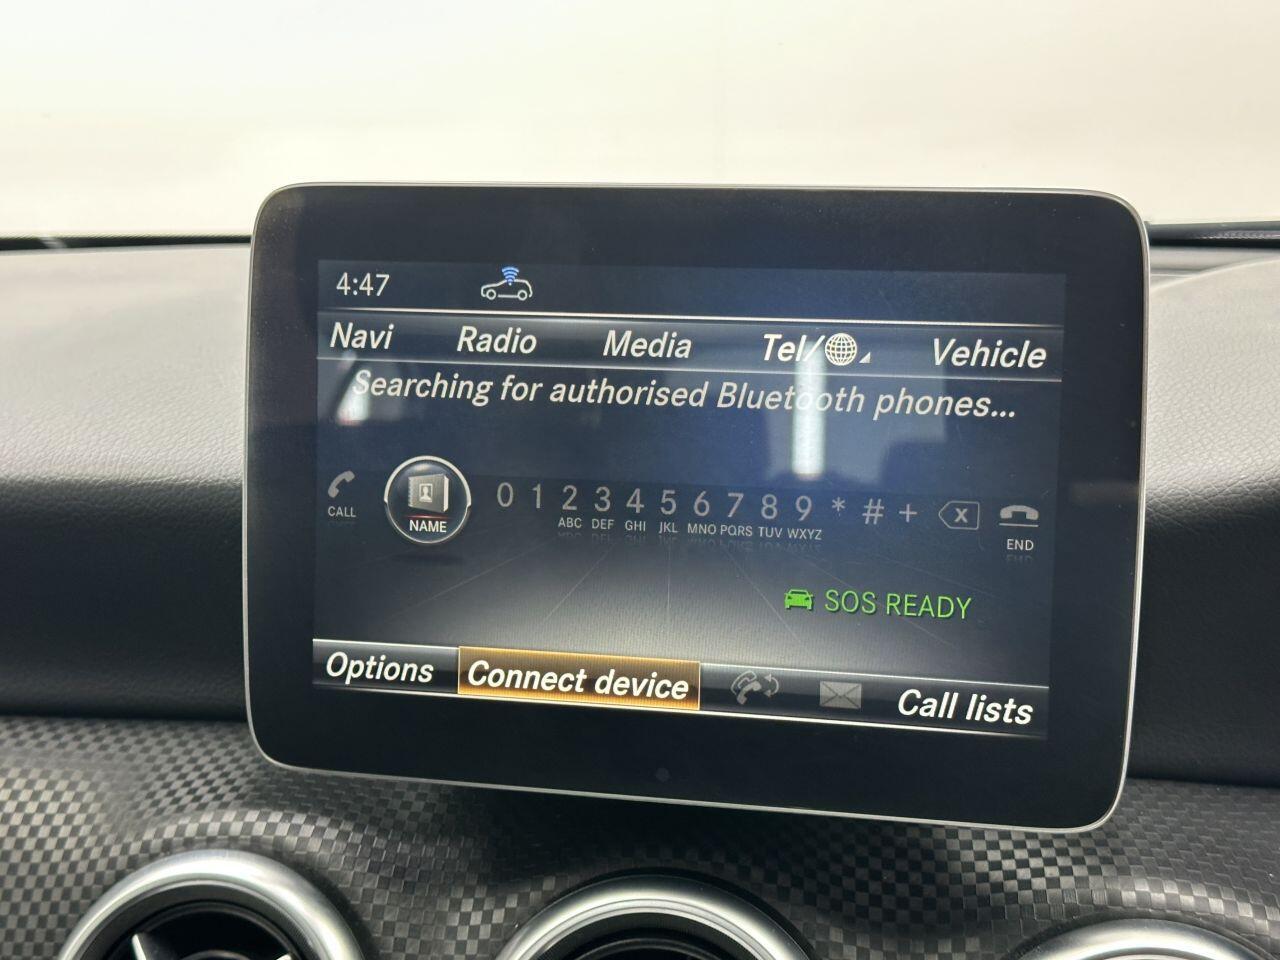 4:47
Navi Radio Media Tel/ Vehicle
Searching for authorised Bluetooth phones...
CALL NAME 0 1 2 ABC 3 DEF 4 GHI 5 JKL 6 MNO 7 PQRS 8 TUV 9 WXYZ * # + X END
SOS READY
Options Connect device Call lists